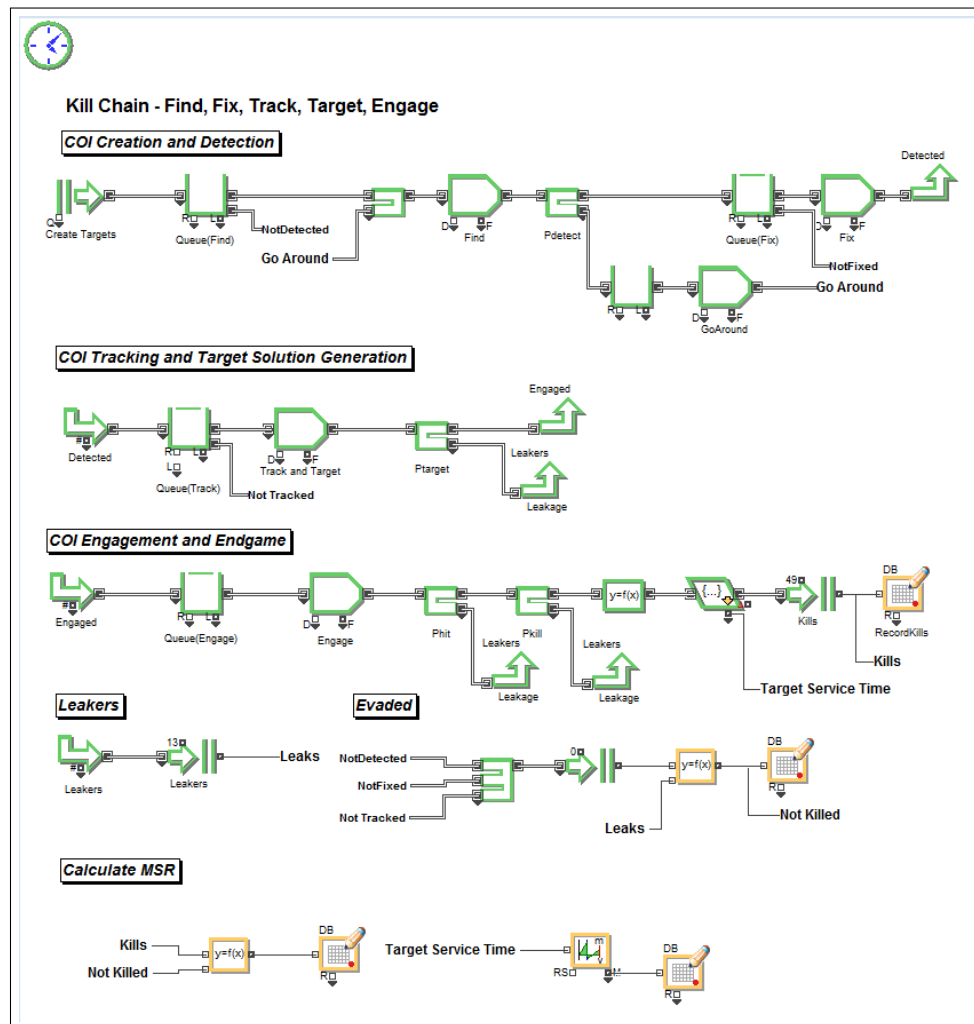 Kill Chain - Find, Fix, Track, Target, Engage
COI Creation and Detection
Detected
Q
Create Targets
R L
Queue(Find)
NotDetected
Go Around
D F
Find
Pdetect
R L
Queue(Fix)
D F
Fix
NotFixed
Go Around
R L
D F
GoAround
COI Tracking and Target Solution Generation
Engaged
#
Detected
R L
L
Queue(Track)
Not Tracked
D F
Track and Target
Ptarget
Leakers
Leakage
COI Engagement and Endgame
#
Engaged
R L
Queue(Engage)
D F
Engage
Phit
Leakers
Leakage
Pkill
Leakers
Leakage
y=f(x)
{...}
A
49
Kills
DB
R
RecordKills
Kills
Target Service Time
Leakers
#
Leakers
13
Leakers
Leaks
Evaded
NotDetected
NotFixed
Not Tracked
0
y=f(x)
Leaks
DB
R
Not Killed
Calculate MSR
Kills
Not Killed
y=f(x)
DB
R
Target Service Time
m
v
RS
M
DB
R